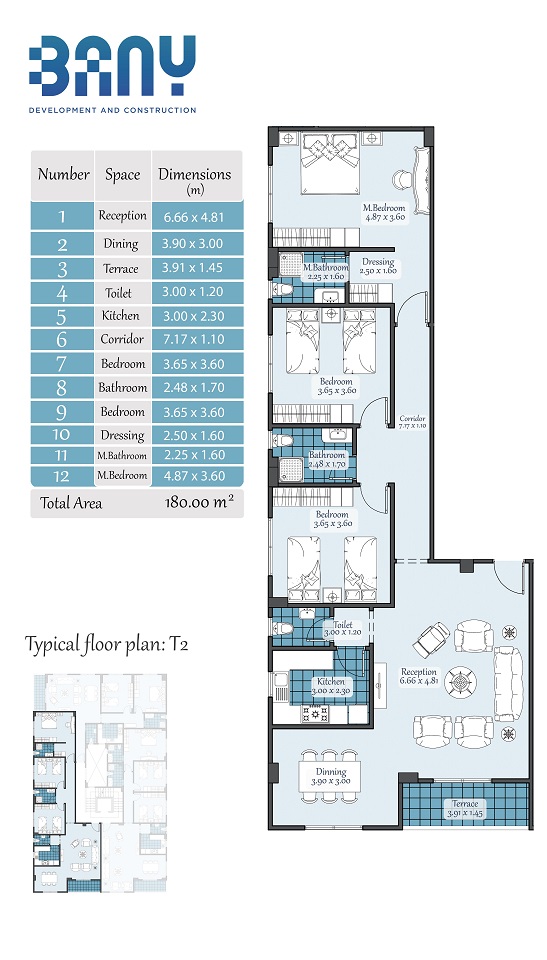 BANY
DEVELOPMENT AND CONSTRUCTION
Number Space Dimensions (m)
1 Reception 6.66 x 4.81
2 Dining 3.90 x 3.00
3 Terrace 3.91 x 1.45
4 Toilet 3.00 x 1.20
5 Kitchen 3.00 x 2.30
6 Corridor 7.17 x 1.10
7 Bedroom 3.65 x 3.60
8 Bathroom 2.48 x 1.70
9 Bedroom 3.65 x 3.60
10 Dressing 2.50 x 1.60
11 M.Bathroom 2.25 x 1.60
12 M.Bedroom 4.87 x 3.60
Total Area 180.00 m²
Typical floor plan: T2
M.Bedroom
4.87 x 3.60
Dressing
2.50 x 1.60
M.Bathroom
2.25 x 1.60
Bedroom
3.65 x 3.60
Corridor
7.17 x 1.10
Bathroom
2.48 x 1.70
Bedroom
3.65 x 3.60
Toilet
3.00 x 1.20
Kitchen
3.00 x 2.30
Reception
6.66 x 4.81
Dinning
3.90 x 3.00
Terrace
3.91 x 1.45